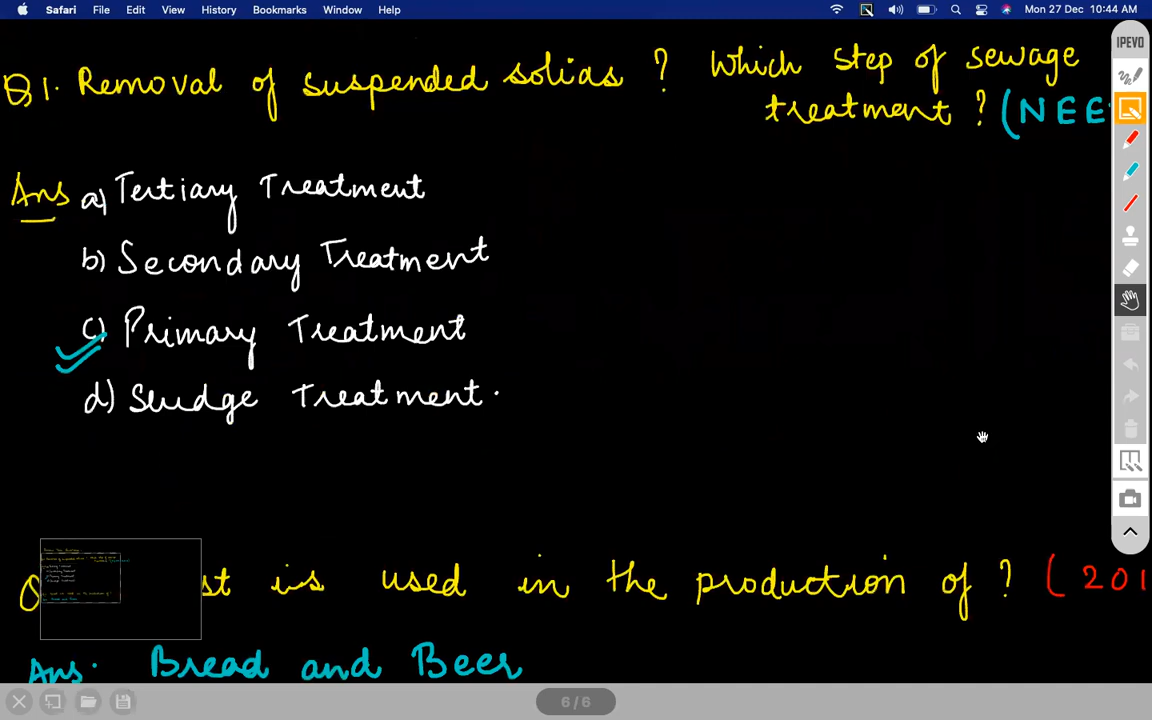 Safari File Edit View History Bookmarks Window Help Mon 27 Dec 10:44 AM
IPEVO
Q1. Removal of suspended solids ? Which step of sewage
treatment ? (NEE
Ans a) Tertiary Treatment
b) Secondary Treatment
c) Primary Treatment
d) Sludge Treatment.
st is used in the production of ? (201
Ans. Bread and Beer
6 / 6